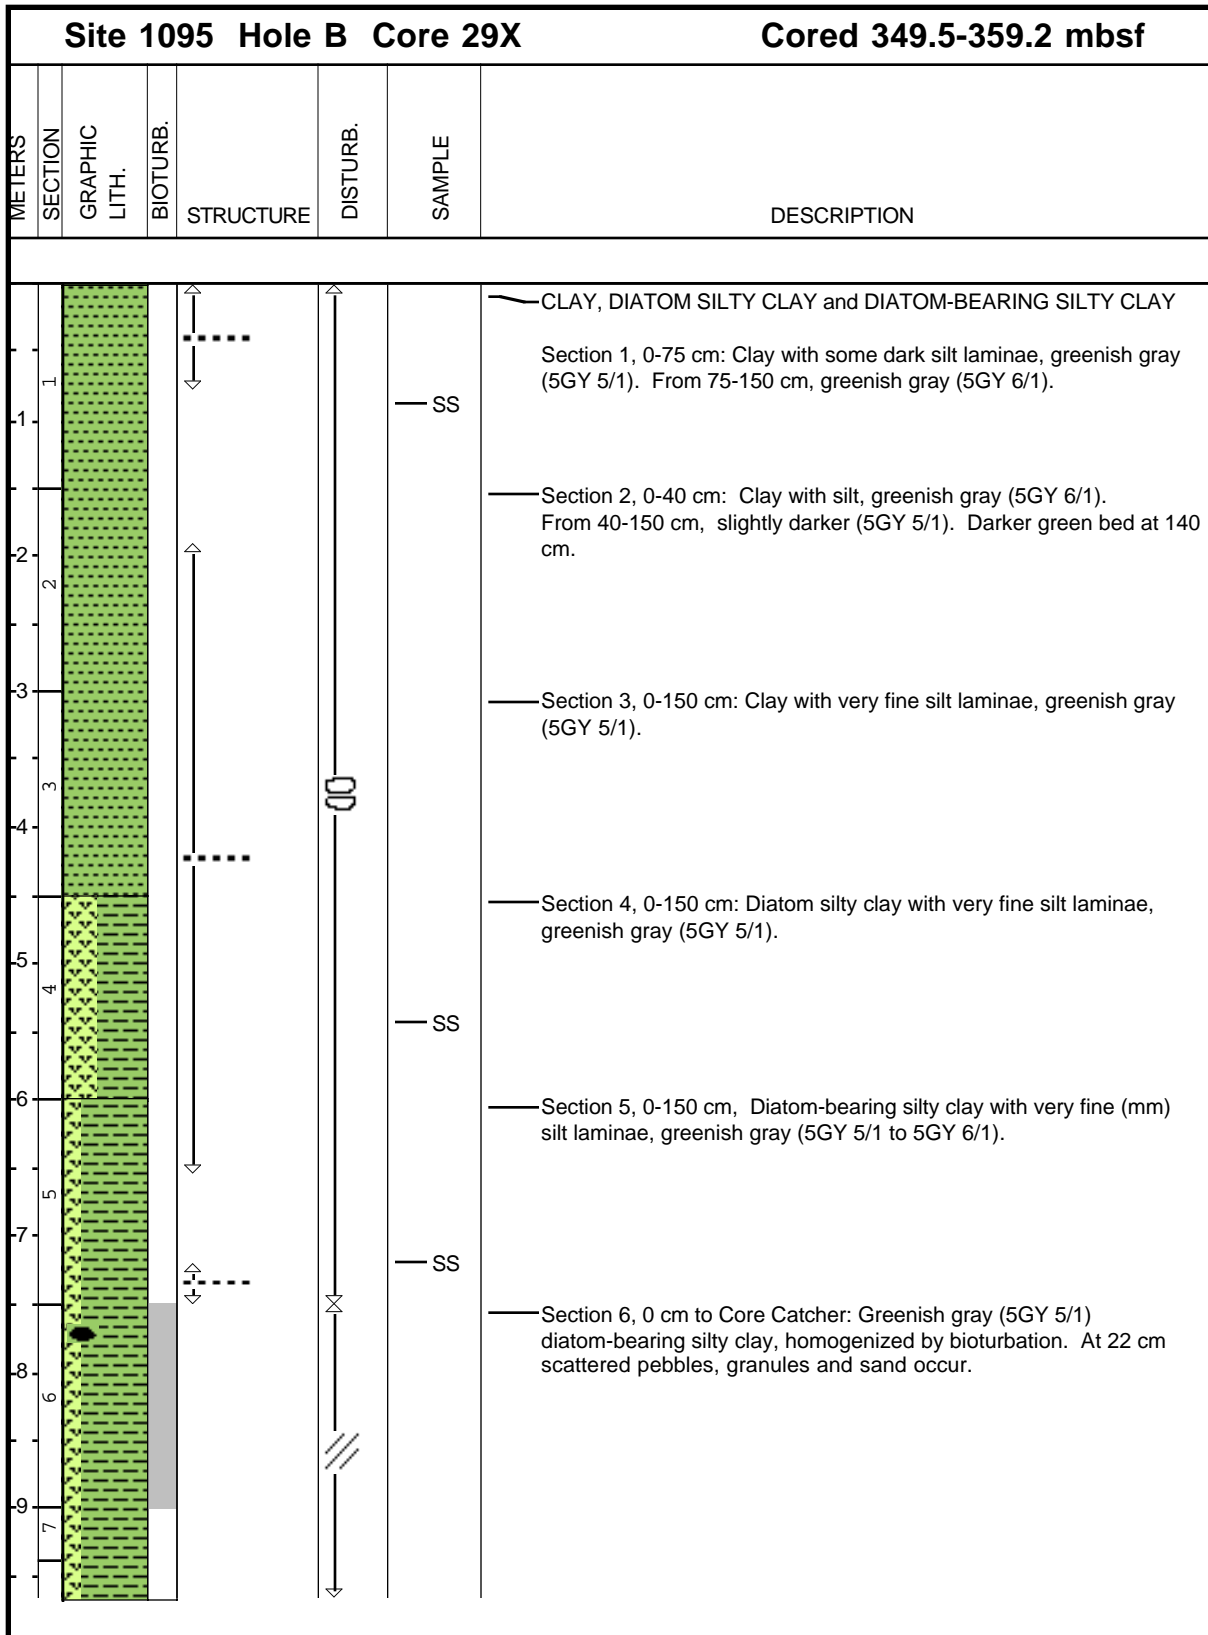 Site 1095 Hole B Core 29X Cored 349.5-359.2 mbsf
METERS
SECTION
GRAPHIC
LITH.
BIOTURB.
STRUCTURE
DISTURB.
SAMPLE
DESCRIPTION
CLAY, DIATOM SILTY CLAY and DIATOM-BEARING SILTY CLAY
Section 1, 0-75 cm: Clay with some dark silt laminae, greenish gray
(5GY 5/1). From 75-150 cm, greenish gray (5GY 6/1).
1
SS
1
Section 2, 0-40 cm: Clay with silt, greenish gray (5GY 6/1).
From 40-150 cm, slightly darker (5GY 5/1). Darker green bed at 140
cm.
2
2
3
Section 3, 0-150 cm: Clay with very fine silt laminae, greenish gray
(5GY 5/1).
3
4
Section 4, 0-150 cm: Diatom silty clay with very fine silt laminae,
greenish gray (5GY 5/1).
5
4
SS
6
Section 5, 0-150 cm, Diatom-bearing silty clay with very fine (mm)
silt laminae, greenish gray (5GY 5/1 to 5GY 6/1).
5
7
SS
Section 6, 0 cm to Core Catcher: Greenish gray (5GY 5/1)
diatom-bearing silty clay, homogenized by bioturbation. At 22 cm
scattered pebbles, granules and sand occur.
8
6
9
7